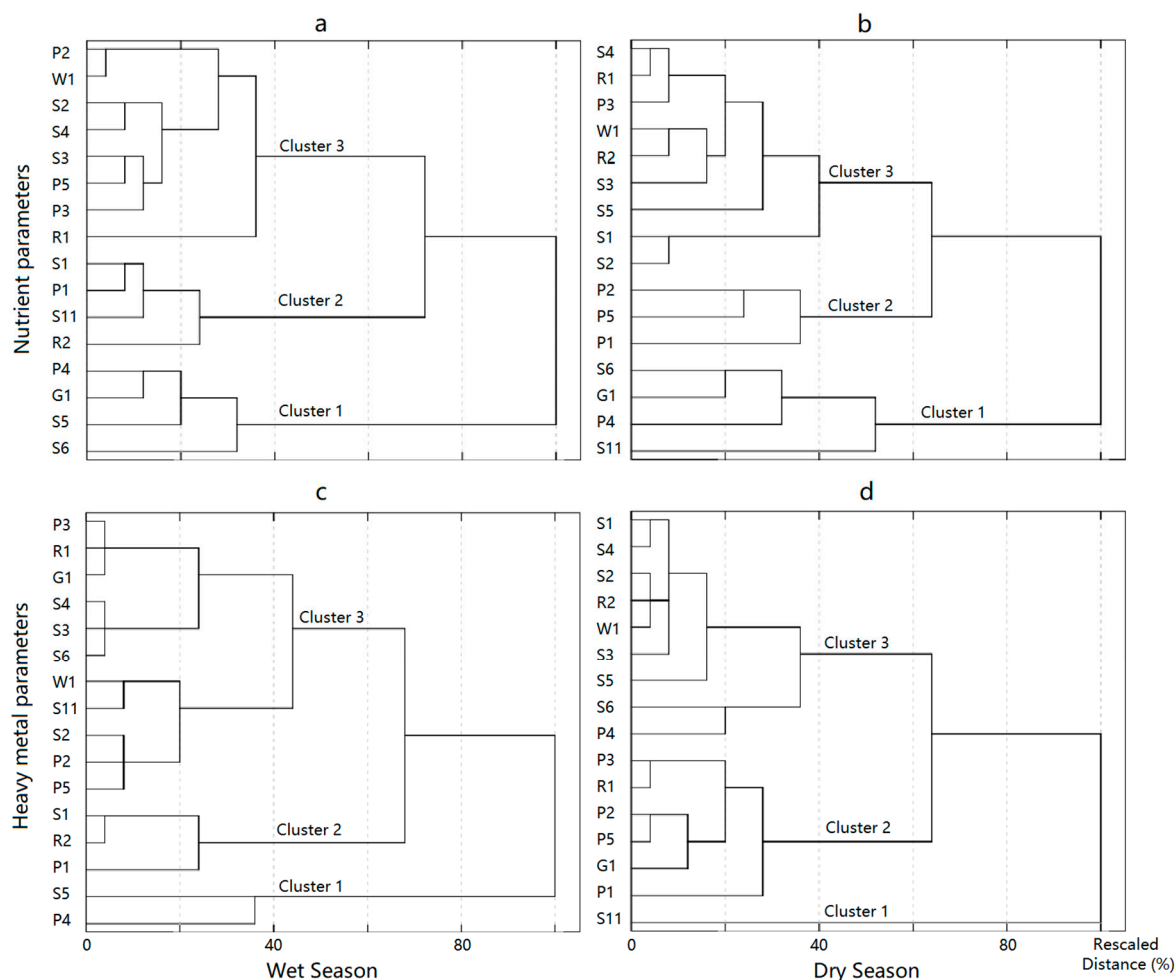 a
b
Nutrient parameters
P2
W1
S2
S4
S3
P5
P3
R1
S1
P1
S11
R2
P4
G1
S5
S6
Cluster 3
Cluster 2
Cluster 1
S4
R1
P3
W1
R2
S3
S5
S1
S2
P2
P5
P1
S6
G1
P4
S11
Cluster 3
Cluster 2
Cluster 1
c
d
Heavy metal parameters
P3
R1
G1
S4
S3
S6
W1
S11
S2
P2
P5
S1
R2
P1
S5
P4
Cluster 3
Cluster 2
Cluster 1
0 40 80
Wet Season
S1
S4
S2
R2
W1
S3
S5
S6
P4
P3
R1
P2
P5
G1
P1
S11
Cluster 3
Cluster 2
Cluster 1
0 40 80
Dry Season
Rescaled
Distance (%)